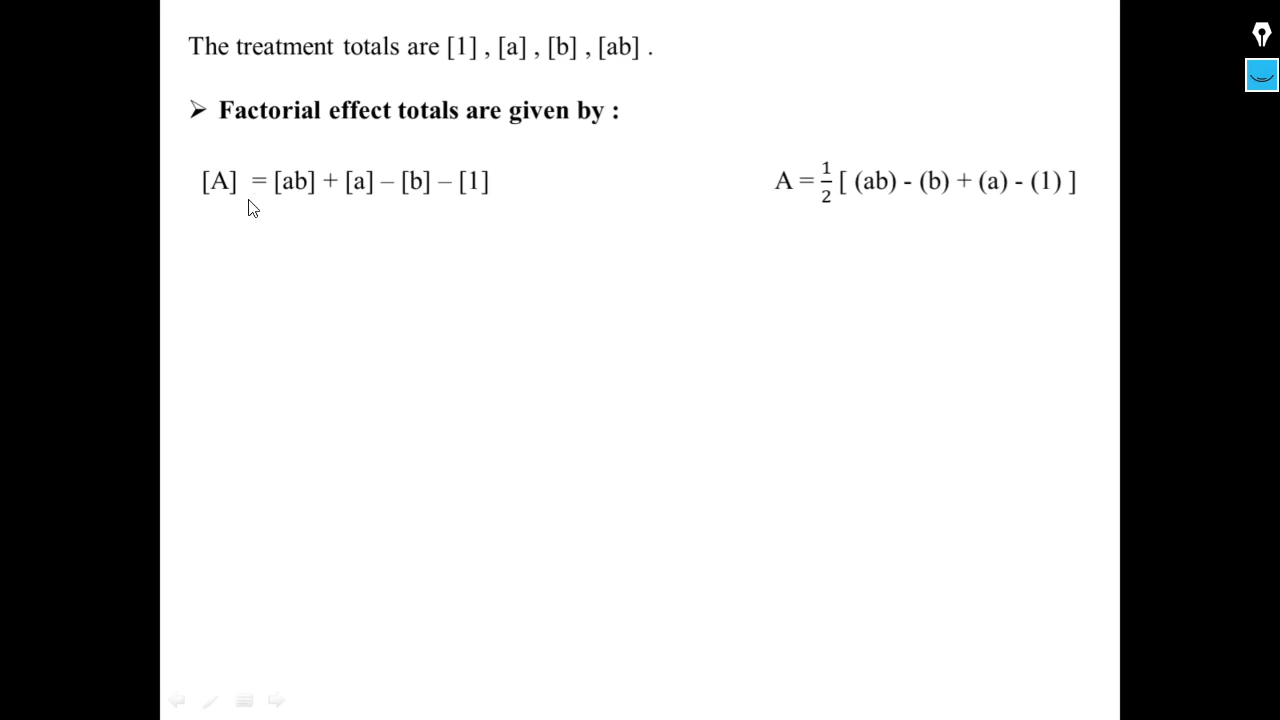 The treatment totals are [1] , [a] , [b] , [ab] .
➢ Factorial effect totals are given by :
[A] = [ab] + [a] – [b] – [1]
A = 1/2 [ (ab) - (b) + (a) - (1) ]